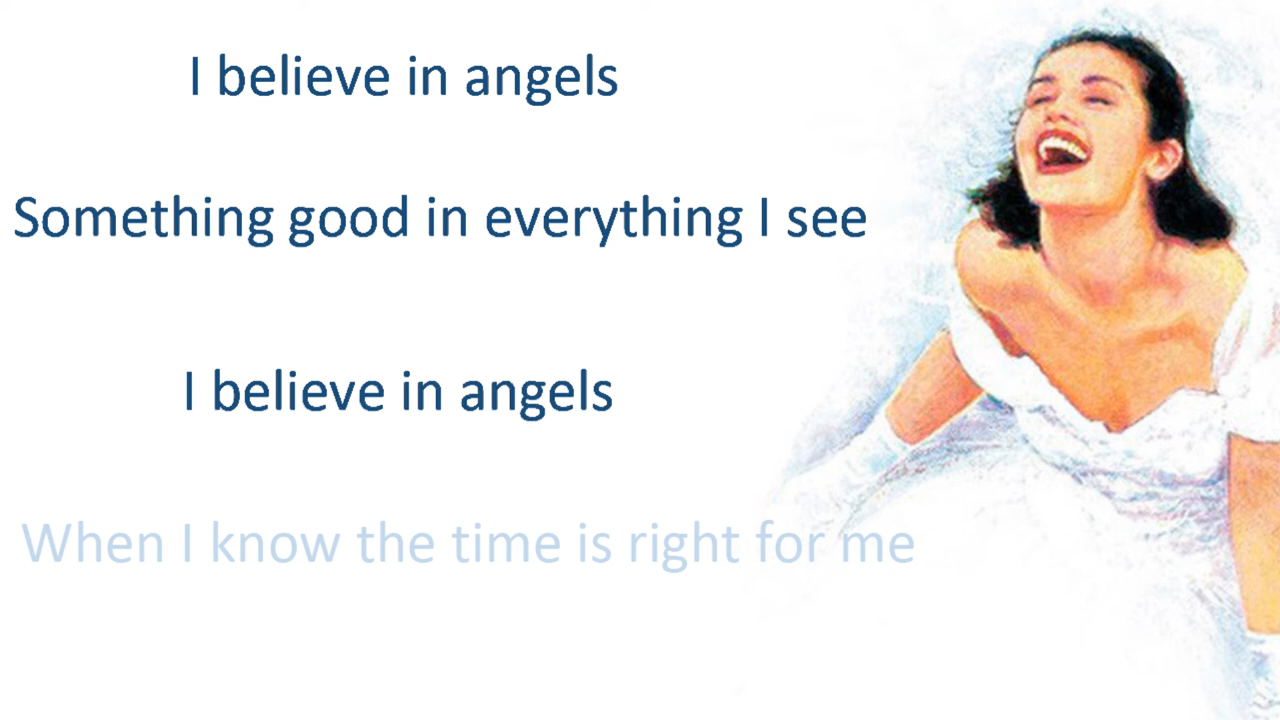 I believe in angels
Something good in everything I see
I believe in angels
When I know the time is right for me